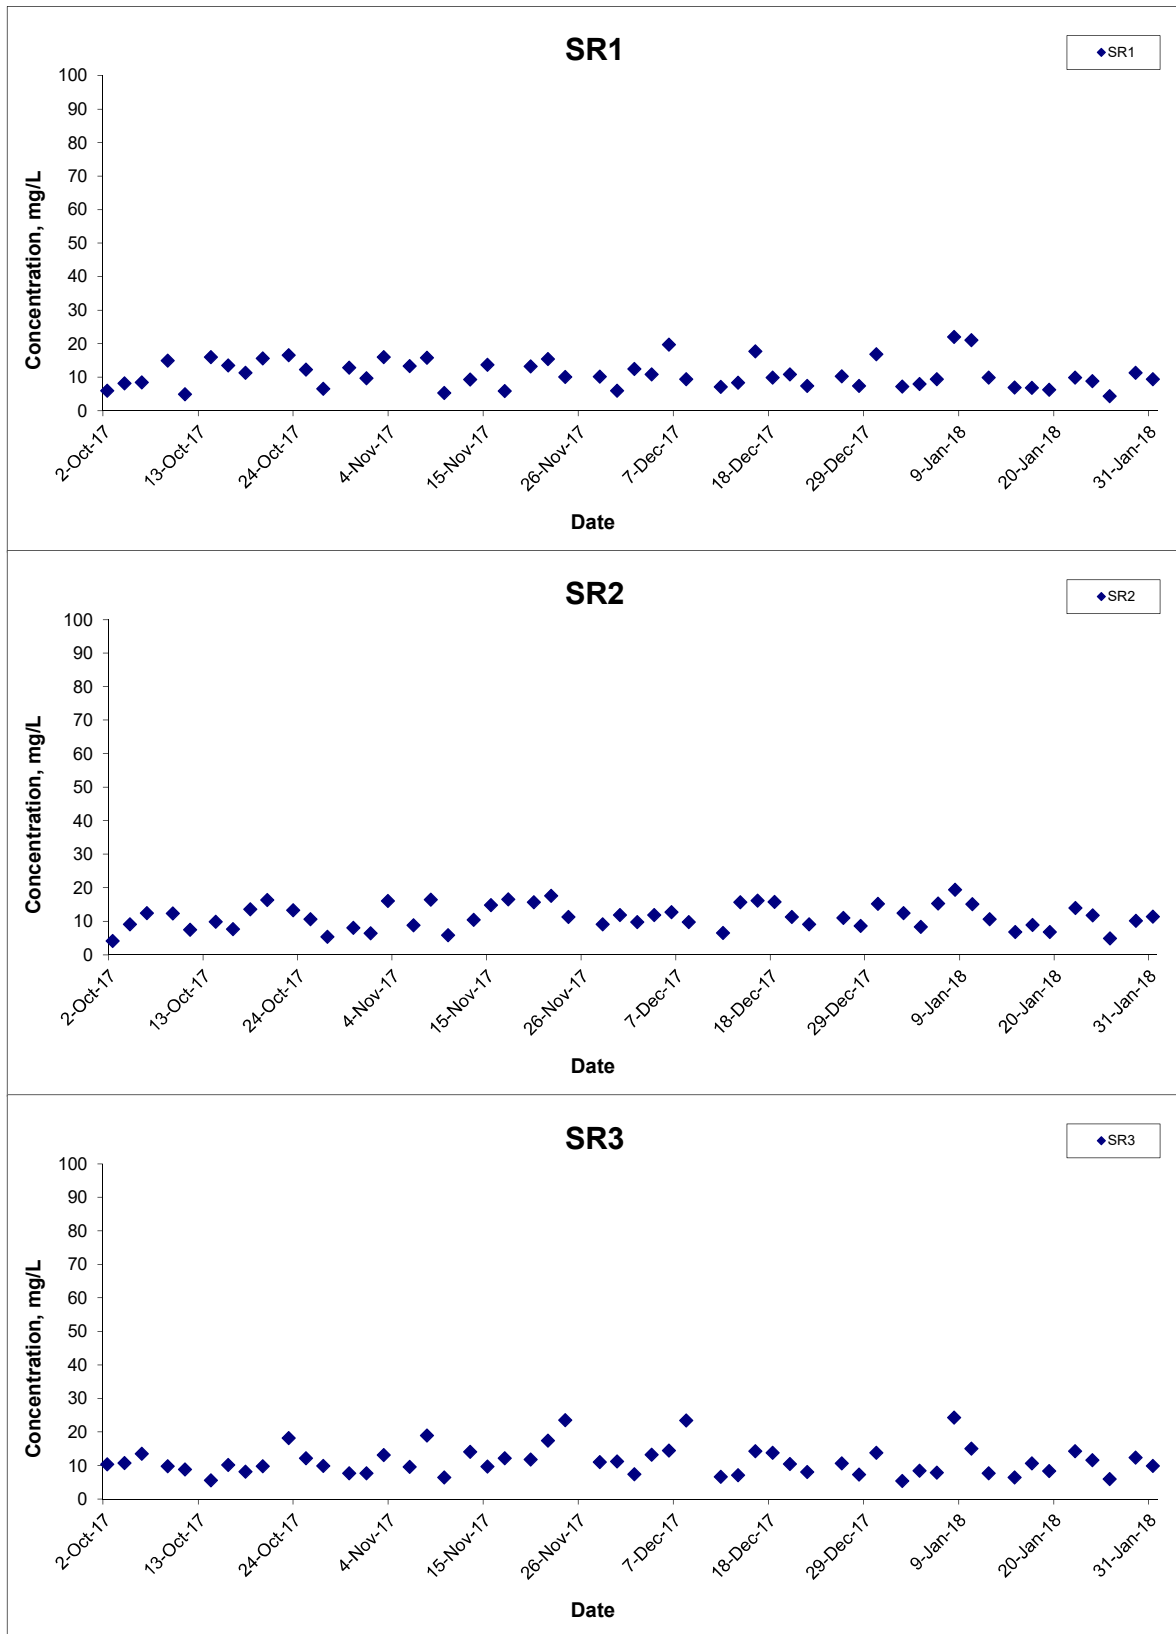 SR1
SR1
100
90
80
70
60
50
40
30
20
10
0
Concentration, mg/L
2-Oct-17
13-Oct-17
24-Oct-17
4-Nov-17
15-Nov-17
26-Nov-17
7-Dec-17
18-Dec-17
29-Dec-17
9-Jan-18
20-Jan-18
31-Jan-18
Date
SR2
SR2
100
90
80
70
60
50
40
30
20
10
0
Concentration, mg/L
2-Oct-17
13-Oct-17
24-Oct-17
4-Nov-17
15-Nov-17
26-Nov-17
7-Dec-17
18-Dec-17
29-Dec-17
9-Jan-18
20-Jan-18
31-Jan-18
Date
SR3
SR3
100
90
80
70
60
50
40
30
20
10
0
Concentration, mg/L
2-Oct-17
13-Oct-17
24-Oct-17
4-Nov-17
15-Nov-17
26-Nov-17
7-Dec-17
18-Dec-17
29-Dec-17
9-Jan-18
20-Jan-18
31-Jan-18
Date